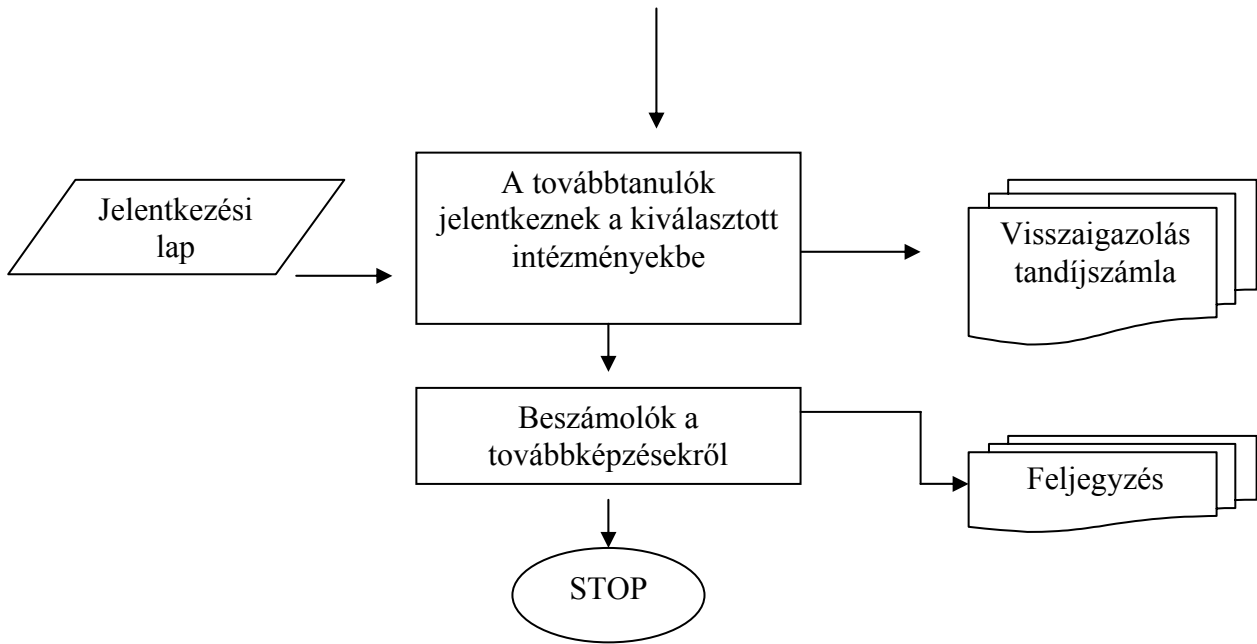 Jelentkezési
lap
A továbbtanulók
jelentkeznek a kiválasztott
intézményekbe
Visszaigazolás
tandíjszámla
Beszámolók a
továbbképzésekről
Feljegyzés
STOP